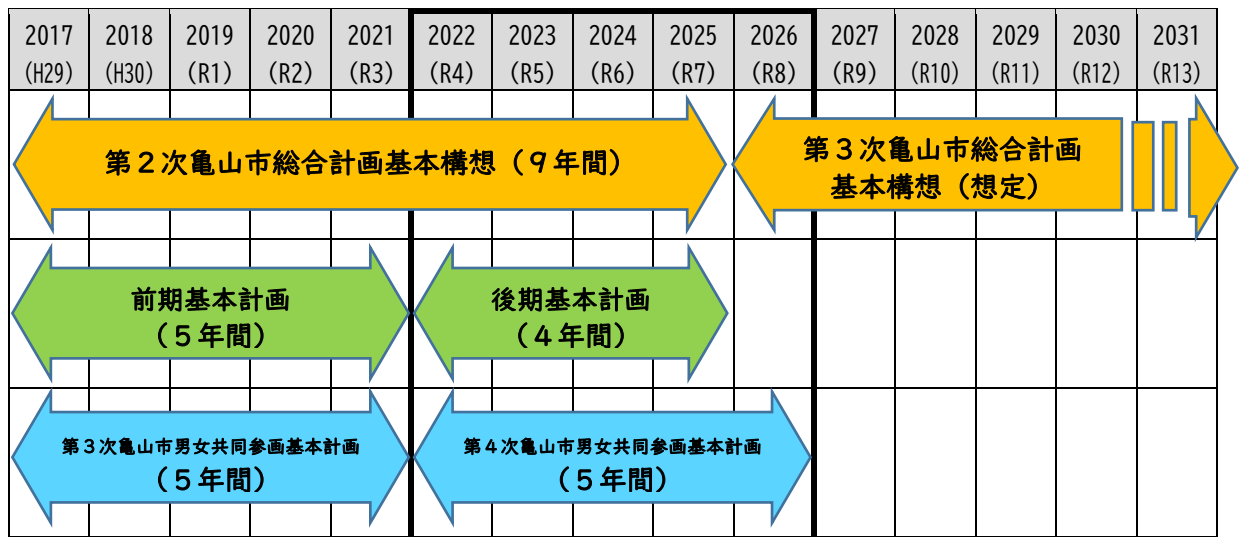 2017 2018 2019 2020 2021 2022 2023 2024 2025 2026 2027 2028 2029 2030 2031
(H29) (H30) (R1) (R2) (R3) (R4) (R5) (R6) (R7) (R8) (R9) (R10) (R11) (R12) (R13)
第２次亀山市総合計画基本構想（９年間）
第３次亀山市総合計画
基本構想（想定）
前期基本計画
（５年間）
後期基本計画
（４年間）
第３次亀山市男女共同参画基本計画
（５年間）
第４次亀山市男女共同参画基本計画
（５年間）